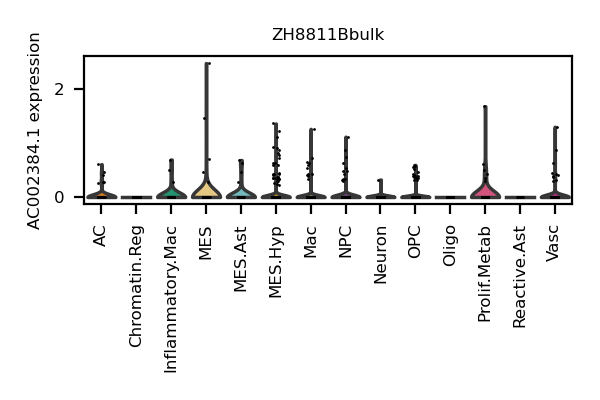 ZH8811Bbulk
AC002384.1 expression
2
0
AC
Chromatin.Reg
Inflammatory.Mac
MES
MES.Ast
MES.Hyp
Mac
NPC
Neuron
OPC
Oligo
Prolif.Metab
Reactive.Ast
Vasc